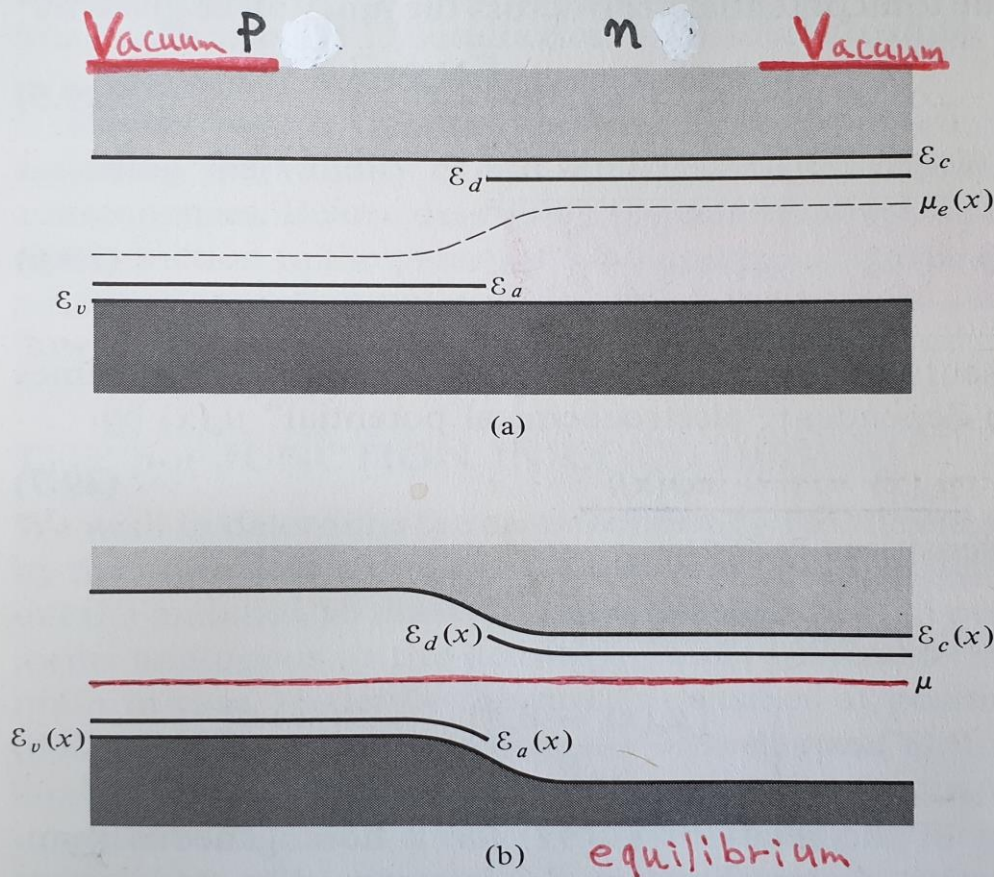 Vacuum P n Vacuum
ε_c
ε_d
μ_e(x)
ε_a
ε_v
(a)
ε_d(x) ε_c(x)
μ
ε_v(x) ε_a(x)
(b) equilibrium